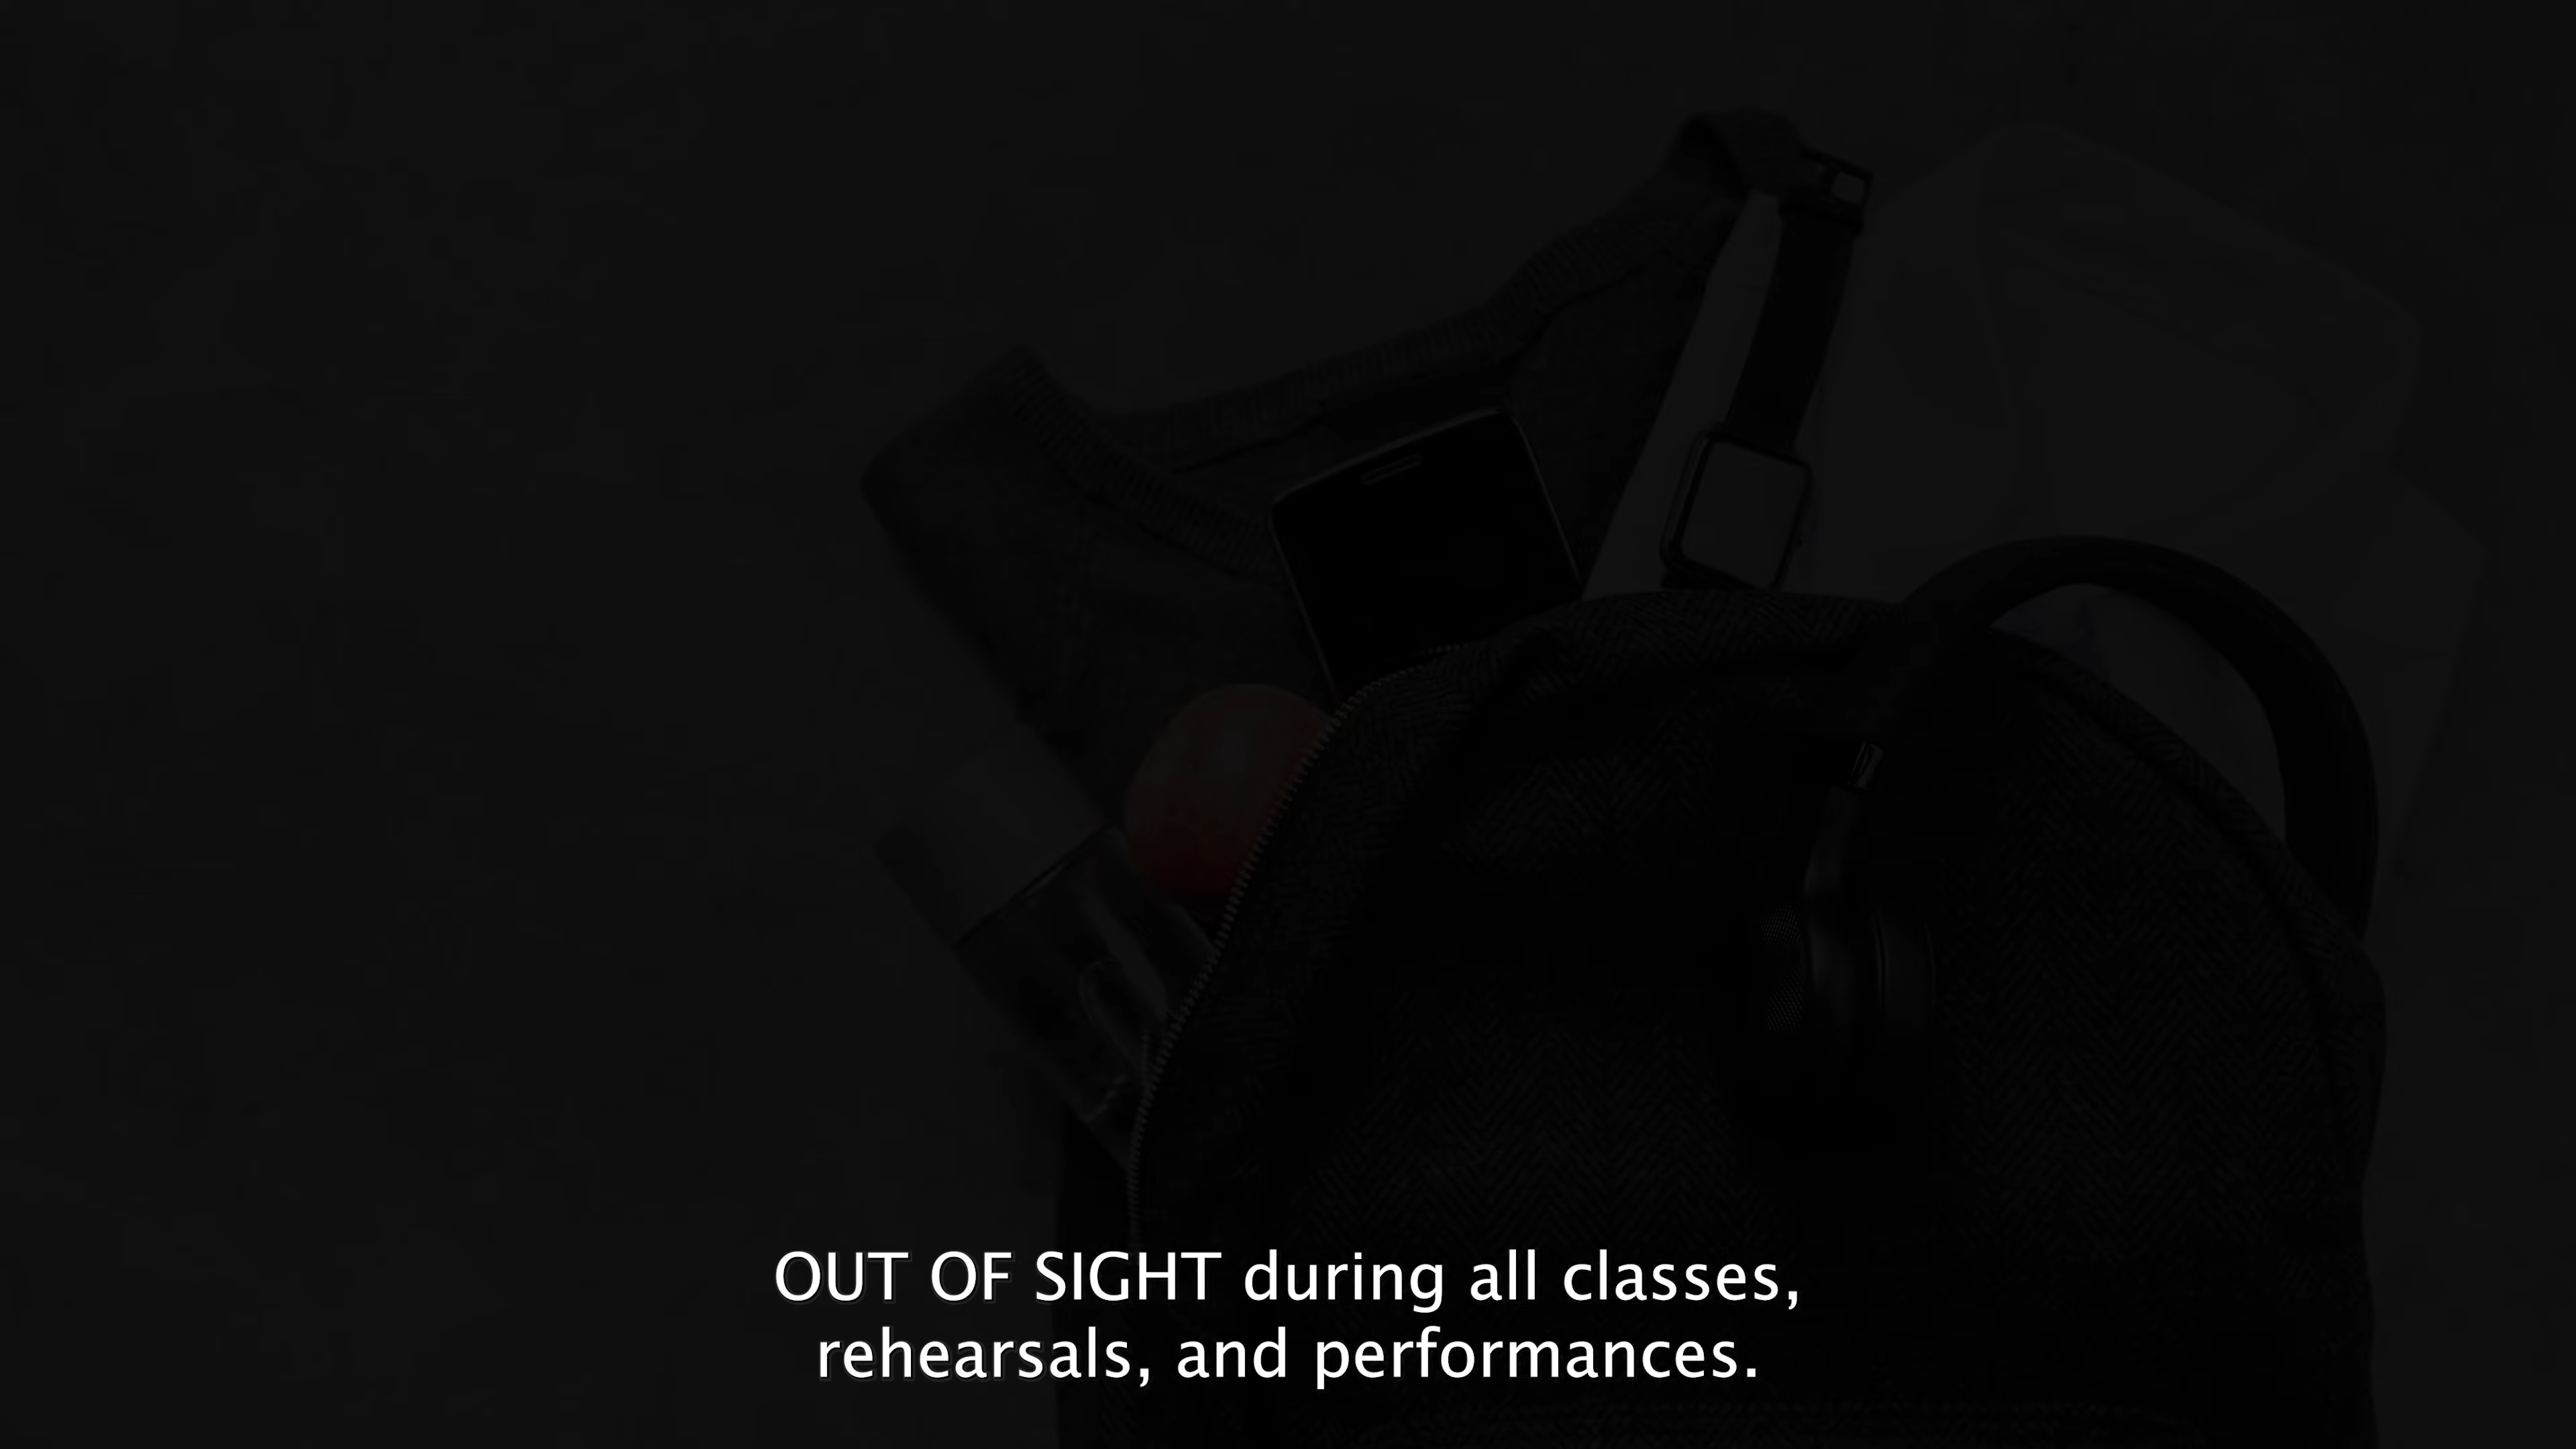 OUT OF SIGHT during all classes,
rehearsals, and performances.